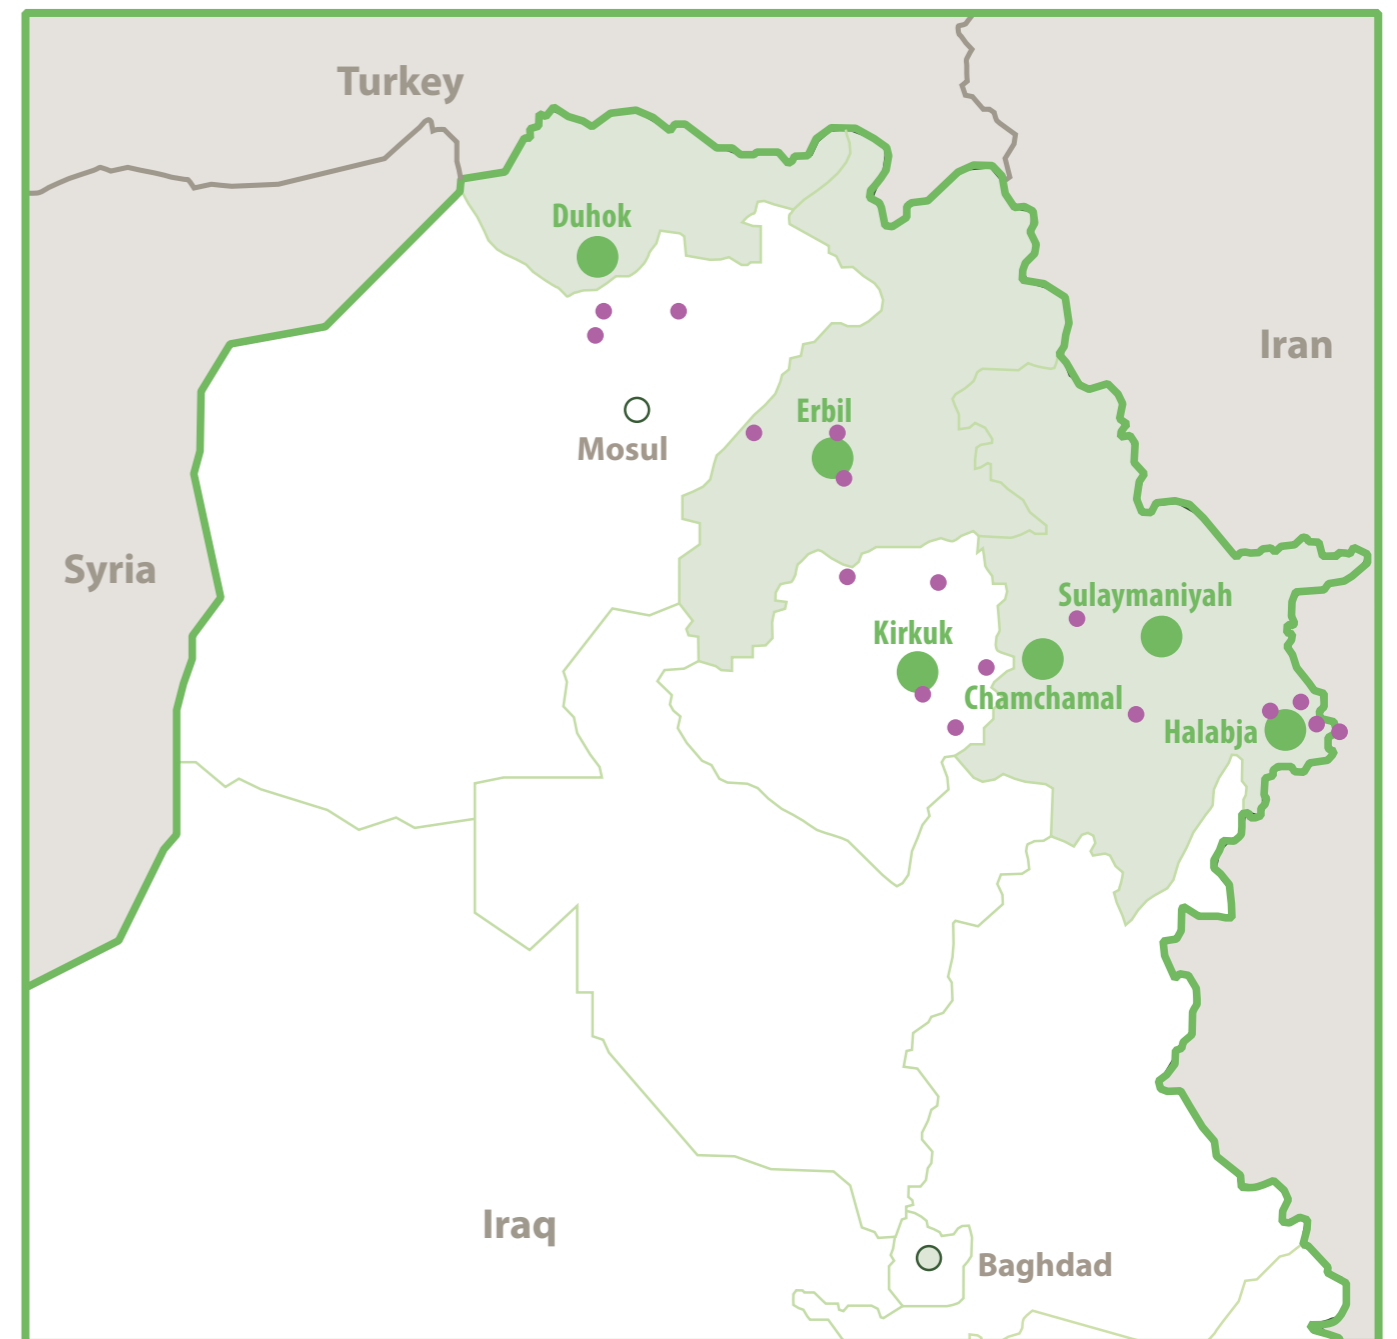 Turkey
Duhok
Iran
Erbil
Mosul
Syria
Sulaymaniyah
Kirkuk
Chamchamal
Halabja
Iraq
Baghdad